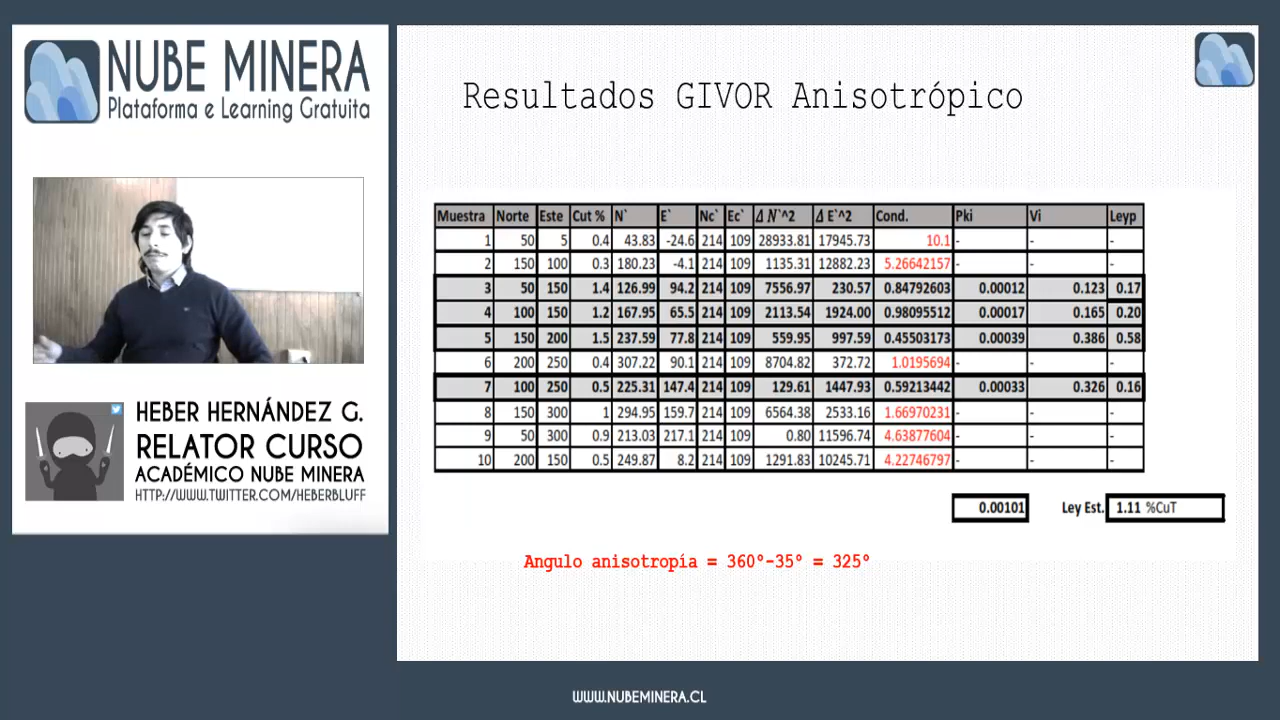 NUBE MINERA
Plataforma e Learning Gratuita
HEBER HERNÁNDEZ G.
RELATOR CURSO
ACADÉMICO NUBE MINERA
HTTP://WWW.TWITTER.COM/HEBERBLUFF
Resultados GIVOR Anisotrópico
Muestra Norte Este Cut % N` E` Nc` Ec` Δ N`^2 Δ E`^2 Cond. Pki Vi Leyp
1 50 5 0.4 43.83 -24.6 214 109 28933.81 17945.73 10.1 - - -
2 150 100 0.3 180.23 -4.1 214 109 1135.31 12882.23 5.26642157 - - -
3 50 150 1.4 126.99 94.2 214 109 7556.97 230.57 0.84792603 0.00012 0.123 0.17
4 100 150 1.2 167.95 65.5 214 109 2113.54 1924.00 0.98095512 0.00017 0.165 0.20
5 150 200 1.5 237.59 77.8 214 109 559.95 997.59 0.45503173 0.00039 0.386 0.58
6 200 250 0.4 307.22 90.1 214 109 8704.82 372.72 1.0195694 - - -
7 100 250 0.5 225.31 147.4 214 109 129.61 1447.93 0.59213442 0.00033 0.326 0.16
8 150 300 1 294.95 159.7 214 109 6564.38 2533.16 1.66970231 - - -
9 50 300 0.9 213.03 217.1 214 109 0.80 11596.74 4.63877604 - - -
10 200 150 0.5 249.87 8.2 214 109 1291.83 10245.71 4.22746797 - - -
0.00101 Ley Est. 1.11 %CuT
Angulo anisotropía = 360°-35° = 325°
WWW.NUBEMINERA.CL